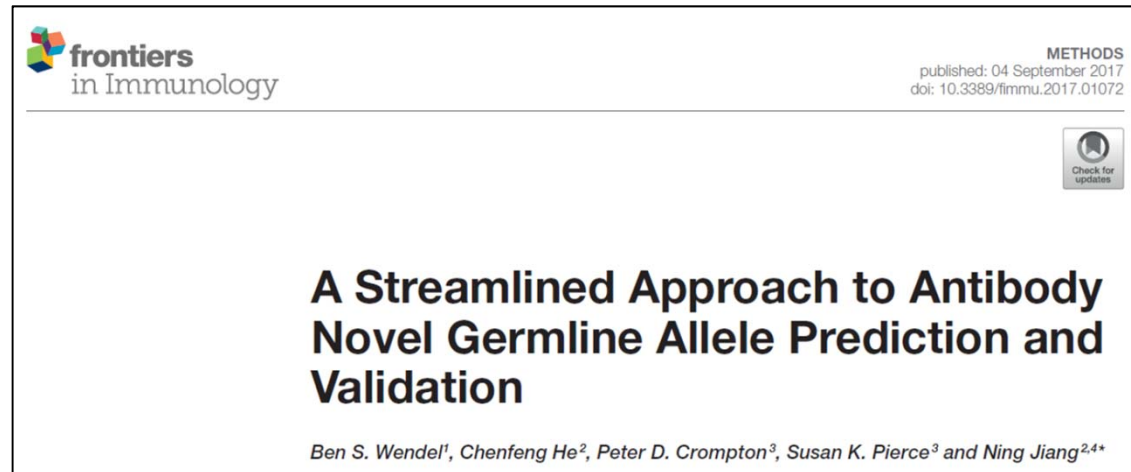 frontiers
in Immunology
METHODS
published: 04 September 2017
doi: 10.3389/fimmu.2017.01072
Check for
updates
A Streamlined Approach to Antibody
Novel Germline Allele Prediction and
Validation
Ben S. Wendel¹, Chenfeng He², Peter D. Crompton³, Susan K. Pierce³ and Ning Jiang²,⁴*